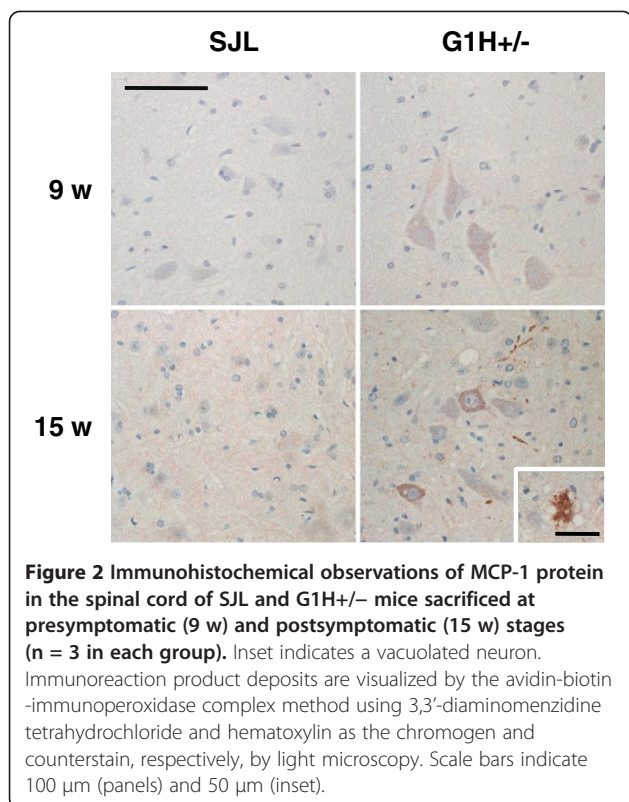 SJL G1H+/-
9 w
15 w
Figure 2 Immunohistochemical observations of MCP-1 protein
in the spinal cord of SJL and G1H+/− mice sacrificed at
presymptomatic (9 w) and postsymptomatic (15 w) stages
(n = 3 in each group). Inset indicates a vacuolated neuron.
Immunoreaction product deposits are visualized by the avidin-biotin
-immunoperoxidase complex method using 3,3'-diaminomenzidine
tetrahydrochloride and hematoxylin as the chromogen and
counterstain, respectively, by light microscopy. Scale bars indicate
100 μm (panels) and 50 μm (inset).